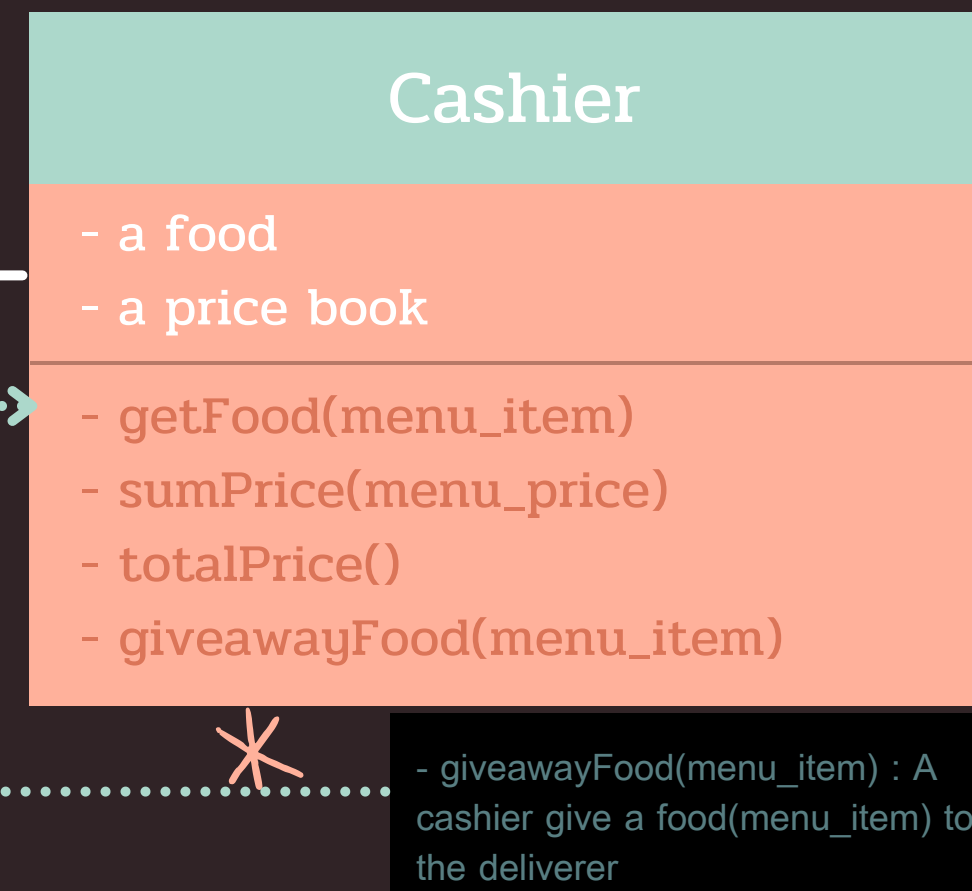 Cashier
- a food
- a price book
- getFood(menu_item)
- sumPrice(menu_price)
- totalPrice()
- giveawayFood(menu_item)
- giveawayFood(menu_item) : A
cashier give a food(menu_item) to
the deliverer